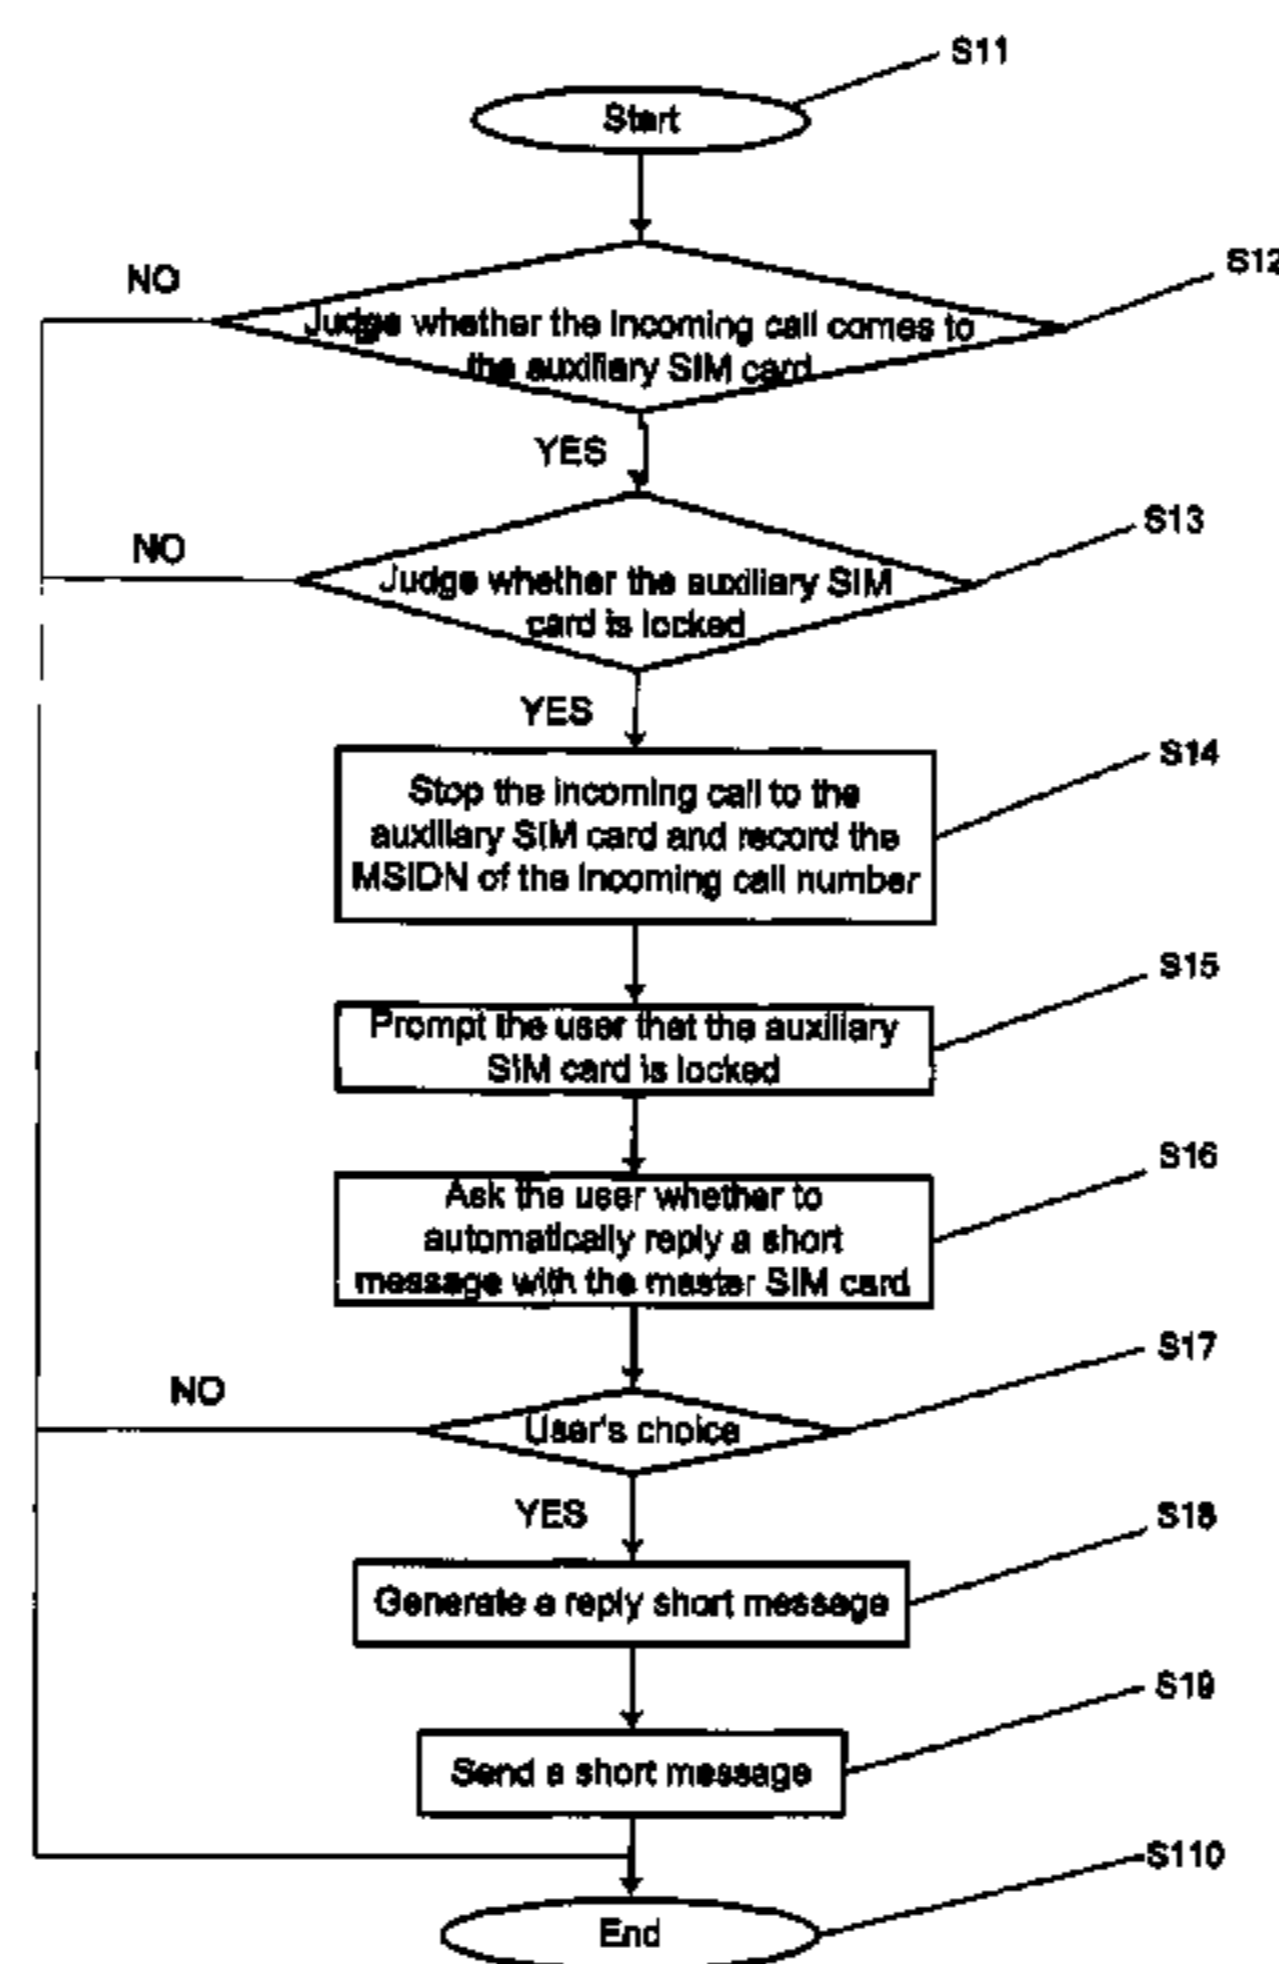 S11
Start
S12
NO
Judge whether the incoming call comes to
the auxiliary SIM card
YES
S13
NO
Judge whether the auxiliary SIM
card is locked
YES
S14
Stop the incoming call to the
auxiliary SIM card and record the
MSIDN of the incoming call number
S15
Prompt the user that the auxiliary
SIM card is locked
S16
Ask the user whether to
automatically reply a short
message with the master SIM card
S17
NO
User's choice
YES
S18
Generate a reply short message
S19
Send a short message
S110
End